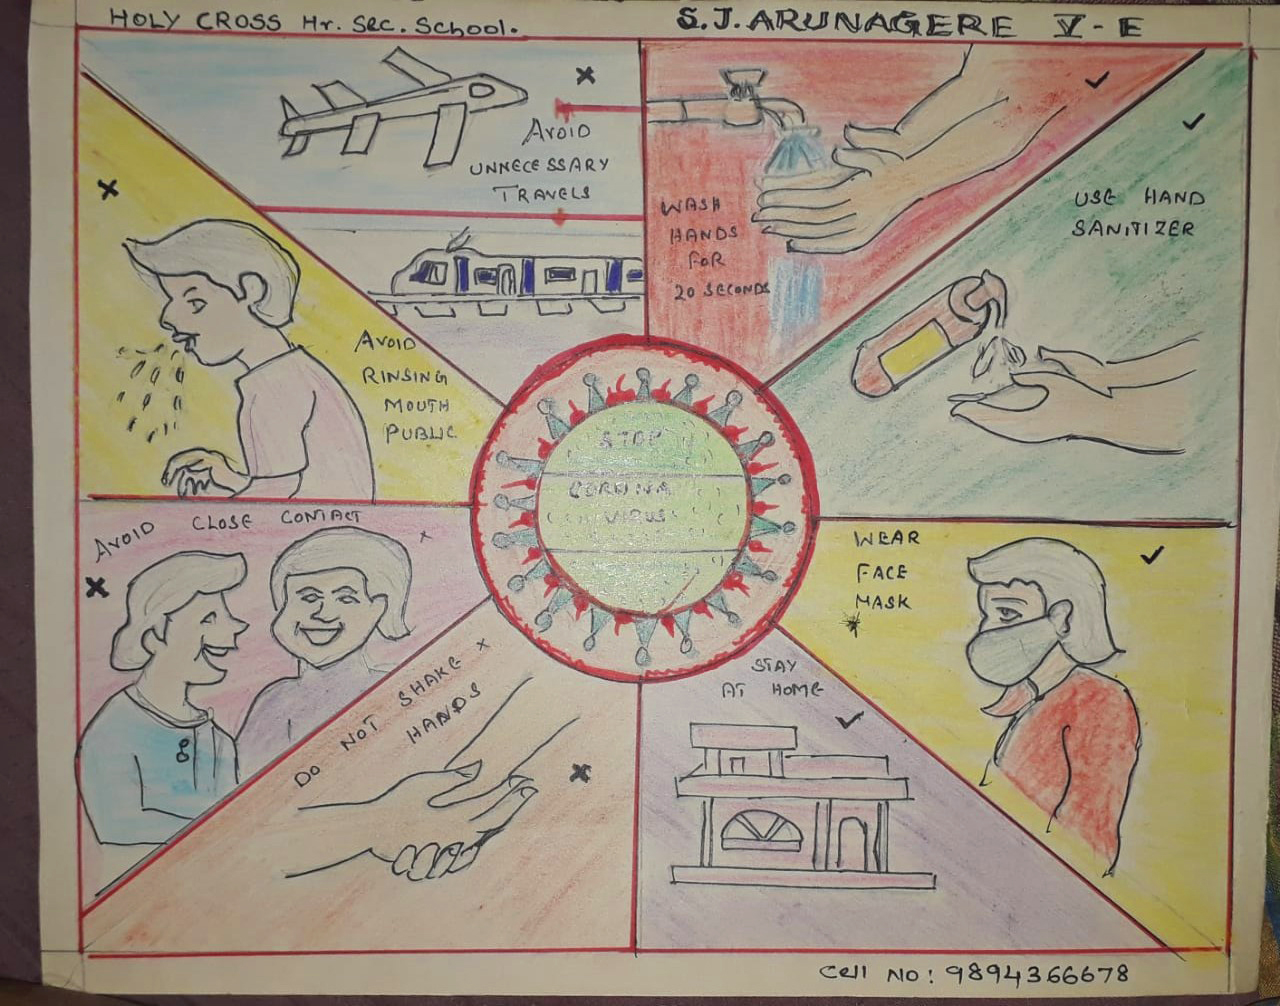 HOLY CROSS Hr. Sec. School.
S.J. ARUNAGERE V - E
AVOID
UNNECESSARY
TRAVELS
WASH
HANDS
FOR
20 SECONDS
USE HAND
SANITIZER
AVOID
RINSING
MOUTH
PUBLIC
STOP
CORONA
VIRUS
AVOID CLOSE CONTACT
WEAR
FACE
MASK
DO NOT SHAKE
HANDS
STAY
AT HOME
Cell NO: 9894366678